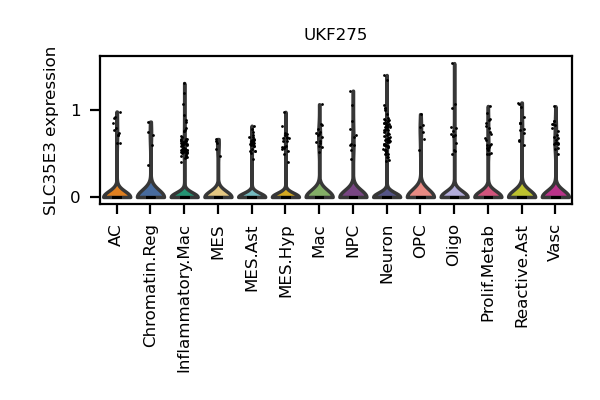 UKF275
SLC35E3 expression
1
0
AC
Chromatin.Reg
Inflammatory.Mac
MES
MES.Ast
MES.Hyp
Mac
NPC
Neuron
OPC
Oligo
Prolif.Metab
Reactive.Ast
Vasc